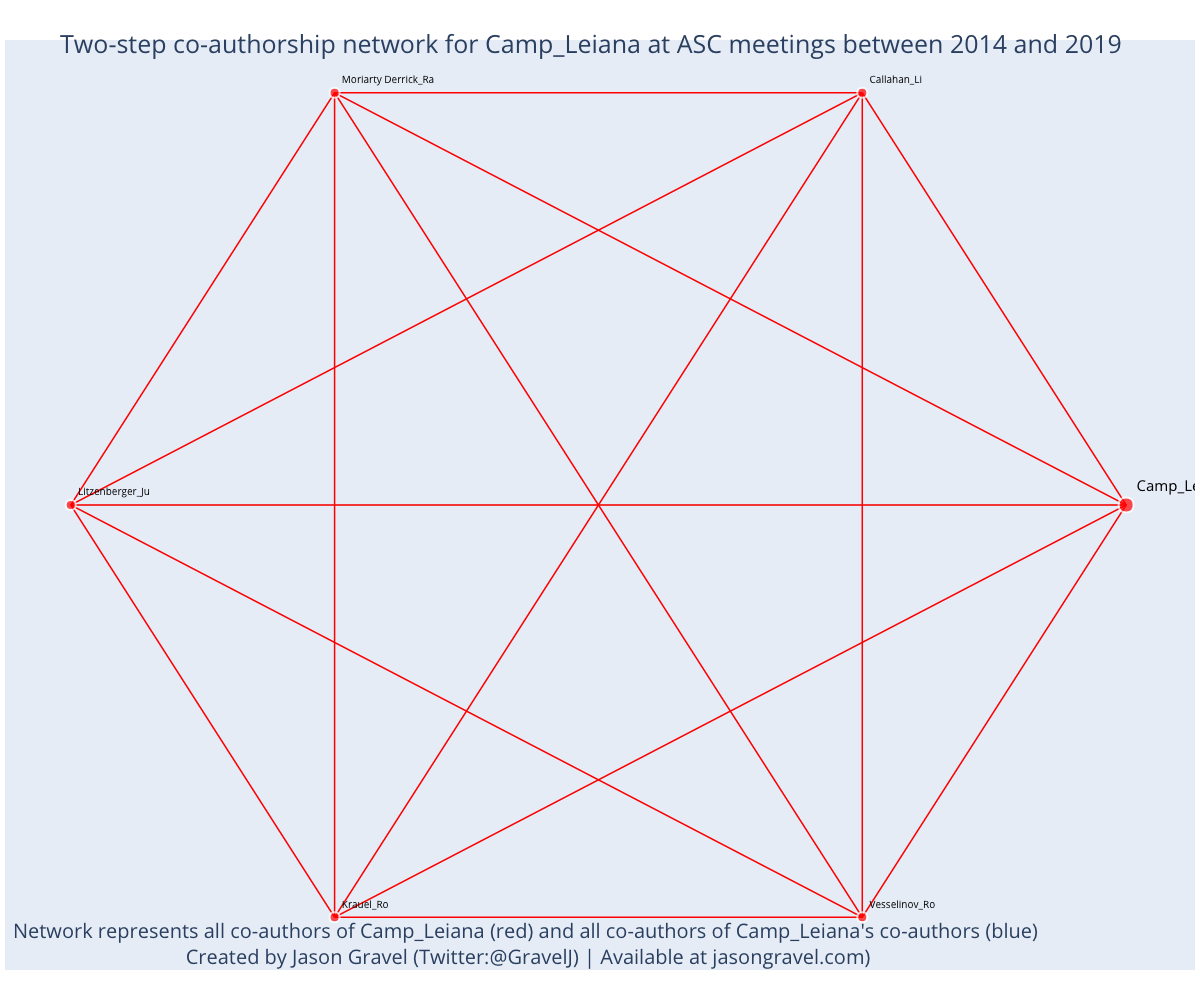 Two-step co-authorship network for Camp_Leiana at ASC meetings between 2014 and 2019
Moriarty Derrick_Ra
Callahan_Li
Litzenberger_Ju
Camp_Le
Krauel_Ro
Vesselinov_Ro
Network represents all co-authors of Camp_Leiana (red) and all co-authors of Camp_Leiana's co-authors (blue)
Created by Jason Gravel (Twitter:@GravelJ) | Available at jasongravel.com)